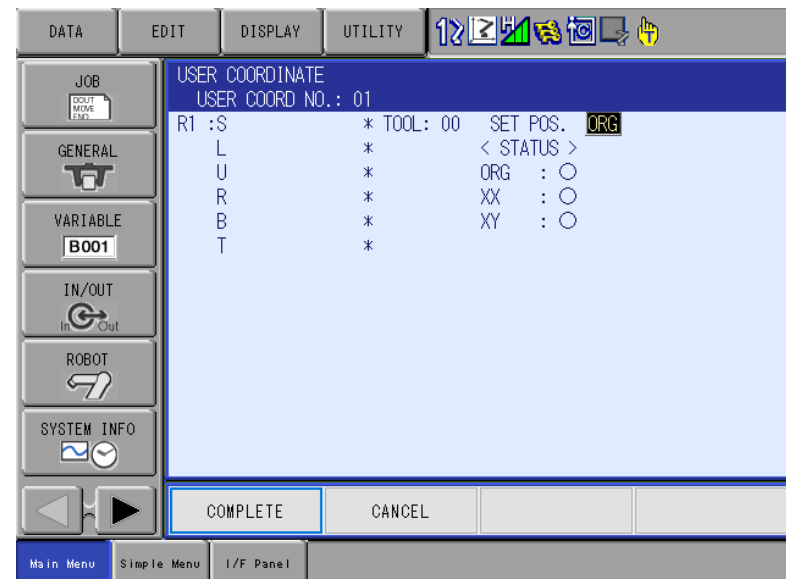 DATA EDIT DISPLAY UTILITY
JOB
DOUT
MOVE
END
GENERAL
VARIABLE
B001
IN/OUT
In Out
ROBOT
SYSTEM INFO
USER COORDINATE
USER COORD NO.: 01
R1 :S * TOOL: 00 SET POS. ORG
L * < STATUS >
U * ORG : ○
R * XX : ○
B * XY : ○
T *
COMPLETE CANCEL
Main Menu Simple Menu I/F Panel